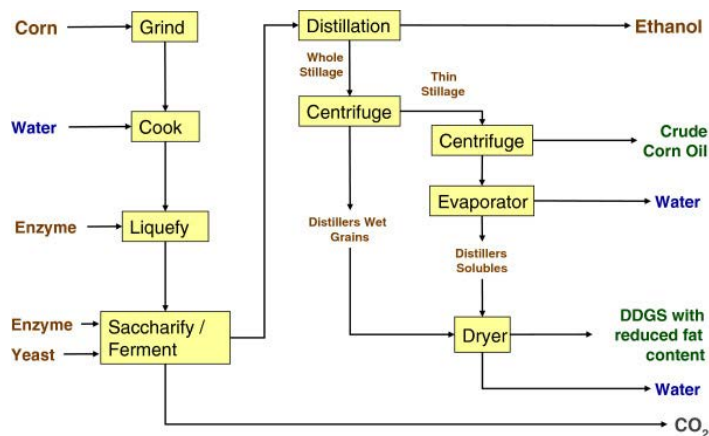 Corn
Grind
Distillation
Ethanol
Whole
Stillage
Thin
Stillage
Water
Cook
Centrifuge
Centrifuge
Crude
Corn Oil
Enzyme
Liquefy
Evaporator
Water
Distillers Wet
Grains
Distillers
Solubles
Enzyme
Yeast
Saccharify /
Ferment
Dryer
DDGS with
reduced fat
content
Water
CO₂